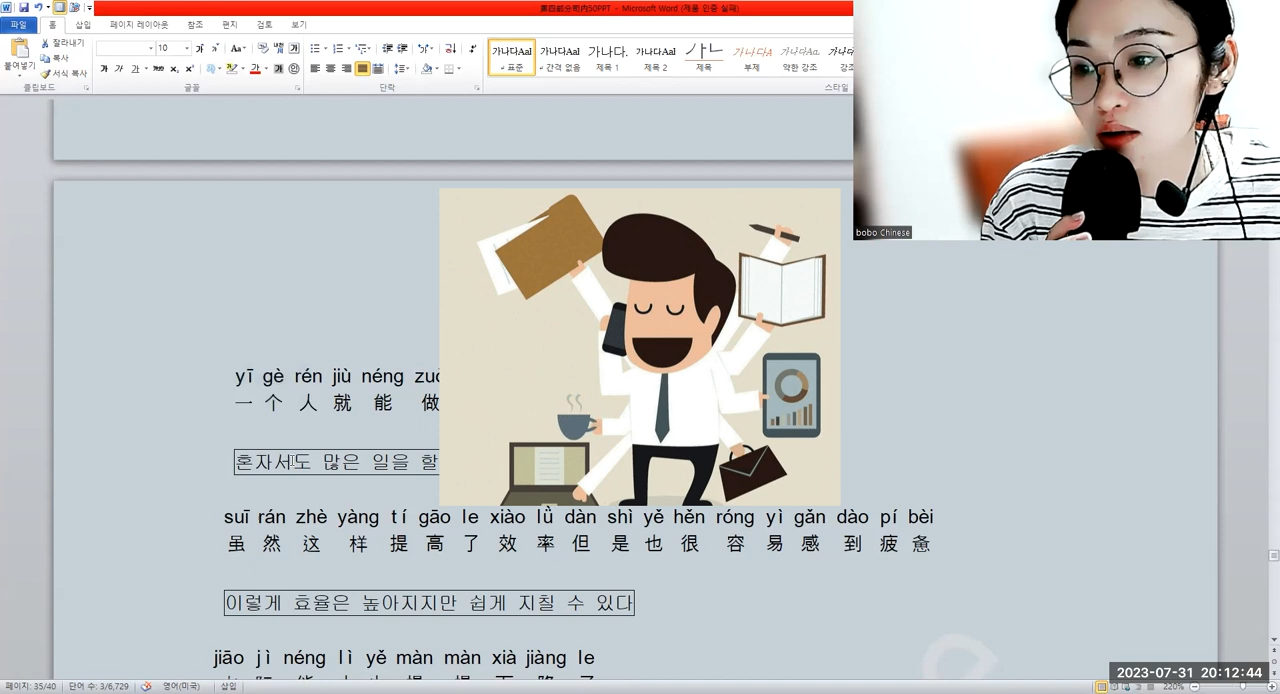 第四部分司内50PPT - Microsoft Word (제품 인증 실패)
파일 홈 삽입 페이지 레이아웃 참조 편지 검토 보기
잘라내기
복사
서식 복사
붙여넣기
클립보드 글꼴 단락 스타일
10
가나다AaI 가나다AaI 가나다. 가나다AaI 가나다A 가나다Aa.
표준 간격 없음 제목 1 제목 2 제목 부제 약한 강조 강조
bobo Chinese
yī gè rén jiù néng
一 个 人 就 能 做
혼자서도 많은 일을 할
suī rán zhè yàng tí gāo le xiào lǜ dàn shì yě hěn róng yì gǎn dào pí bèi
虽 然 这 样 提 高 了 效 率 但 是 也 很 容 易 感 到 疲 惫
이렇게 효율은 높아지지만 쉽게 지칠 수 있다
jiāo jì néng lì yě màn màn xià jiàng le
2023-07-31 20:12:44
페이지: 35/40 단어 수: 3/6,729 영어(미국) 삽입 220%